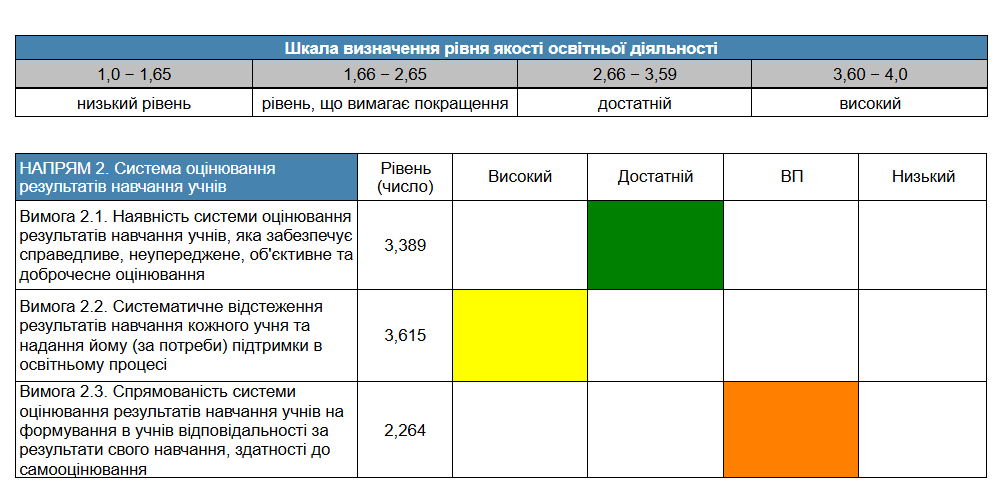 Шкала визначення рівня якості освітньої діяльності
1,0 – 1,65
1,66 – 2,65
2,66 – 3,59
3,60 – 4,0
низький рівень
рівень, що вимагає покращення
достатній
високий
НАПРЯМ 2. Система оцінювання
результатів навчання учнів
Рівень
(число)
Високий
Достатній
ВП
Низький
Вимога 2.1. Наявність системи оцінювання
результатів навчання учнів, яка забезпечує
справедливе, неупереджене, об'єктивне та
доброчесне оцінювання
3,389
Вимога 2.2. Систематичне відстеження
результатів навчання кожного учня та
надання йому (за потреби) підтримки в
освітньому процесі
3,615
Вимога 2.3. Спрямованість системи
оцінювання результатів навчання учнів на
формування в учнів відповідальності за
результати свого навчання, здатності до
самооцінювання
2,264